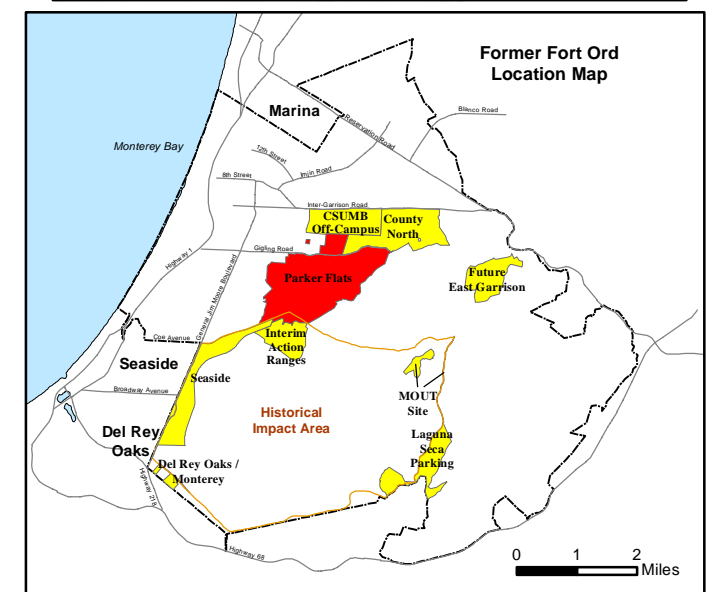 Former Fort Ord
Location Map
Marina
Blanco Road
Reservation Road
Monterey Bay
12th Street
Imjin Road
8th Street
Inter-Garrison Road
CSUMB
Off-Campus
County
North
Gigling Road
Highway 1
General Jim Moore Boulevard
Parker Flats
Future
East Garrison
Coe Avenue
Interim
Action
Ranges
Seaside
Seaside
Broadway Avenue
MOUT
Site
Historical
Impact Area
Del Rey
Oaks
Laguna
Seca
Parking
Del Rey Oaks /
Monterey
Highway 218
Highway 68
0 1 2
Miles